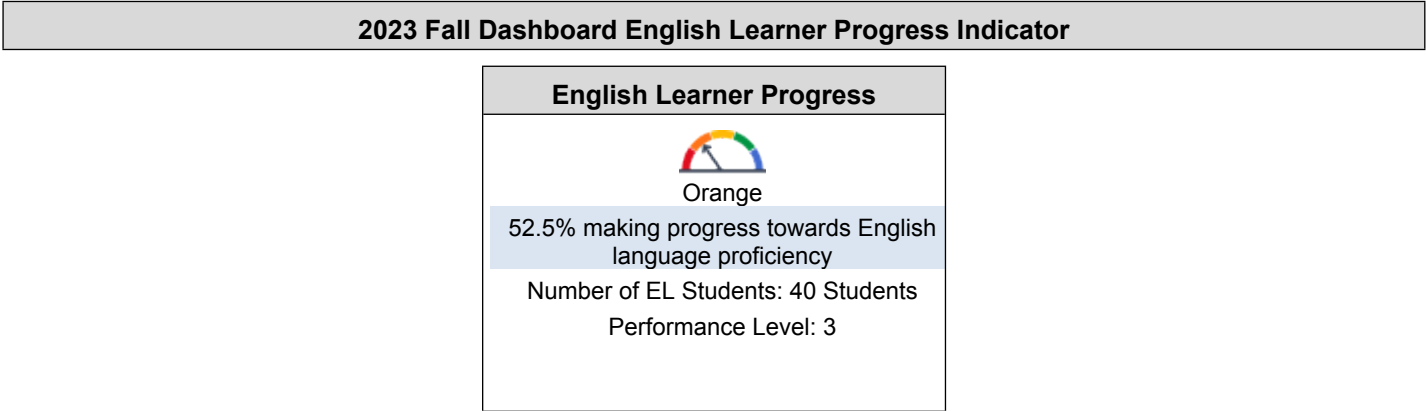 2023 Fall Dashboard English Learner Progress Indicator
English Learner Progress
Orange
52.5% making progress towards English
language proficiency
Number of EL Students: 40 Students
Performance Level: 3